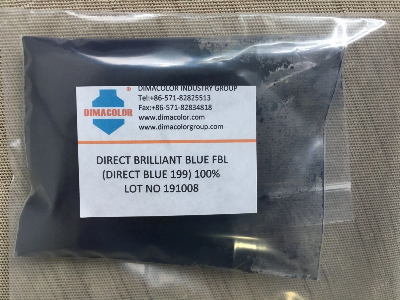 DIMACOLOR INDUSTRY GROUP
Tel:+86-571-82825513
Fax:+86-571-82834818
www.dimacolor.com
www.dimacolorgroup.com
®
DIMACOLOR
DIRECT BRILLIANT BLUE FBL
(DIRECT BLUE 199) 100%
LOT NO 191008